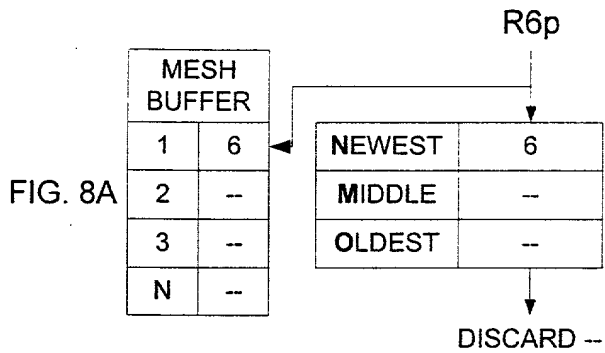 R6p
MESH
BUFFER
1 6
NEWEST 6
FIG. 8A
2 --
MIDDLE --
3 --
OLDEST --
N --
DISCARD --